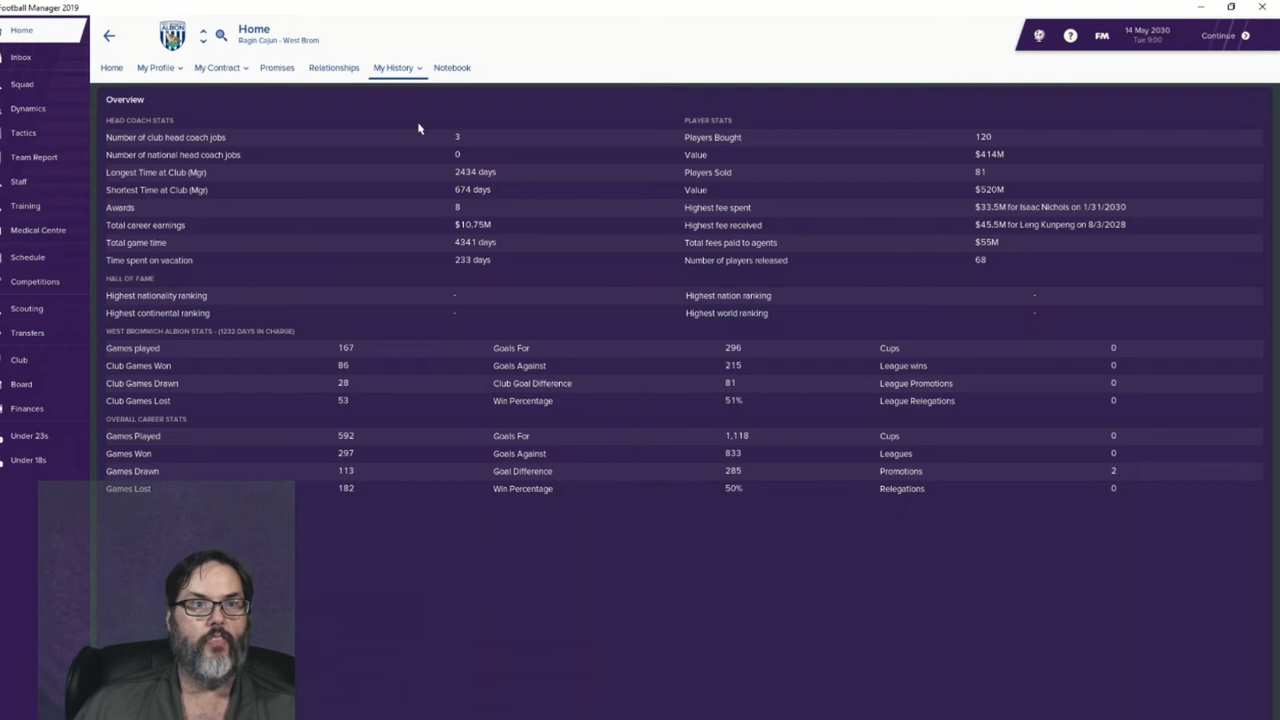 Football Manager 2019
Home
Ragin Cajun - West Brom
14 May 2030
Tue 9:00
Continue
FM
ALBION
Home My Profile My Contract Promises Relationships My History Notebook
Home
Inbox
Squad
Dynamics
Tactics
Team Report
Staff
Training
Medical Centre
Schedule
Competitions
Scouting
Transfers
Club
Board
Finances
Under 23s
Under 18s
Overview
HEAD COACH STATS PLAYER STATS
Number of club head coach jobs 3 Players Bought 120
Number of national head coach jobs 0 Value $414M
Longest Time at Club (Mgr) 2434 days Players Sold 81
Shortest Time at Club (Mgr) 674 days Value $520M
Awards 8 Highest fee spent $33.5M for Isaac Nichols on 1/31/2030
Total career earnings $10.75M Highest fee received $45.5M for Leng Kunpeng on 8/3/2028
Total game time 4341 days Total fees paid to agents $55M
Time spent on vacation 233 days Number of players released 68
HALL OF FAME
Highest nationality ranking - Highest nation ranking -
Highest continental ranking - Highest world ranking -
WEST BROMWICH ALBION STATS - (1232 DAYS IN CHARGE)
Games played 167 Goals For 296 Cups 0
Club Games Won 86 Goals Against 215 League wins 0
Club Games Drawn 28 Club Goal Difference 81 League Promotions 0
Club Games Lost 53 Win Percentage 51% League Relegations 0
OVERALL CAREER STATS
Games Played 592 Goals For 1,118 Cups 0
Games Won 297 Goals Against 833 Leagues 0
Games Drawn 113 Goal Difference 285 Promotions 2
Games Lost 182 Win Percentage 50% Relegations 0